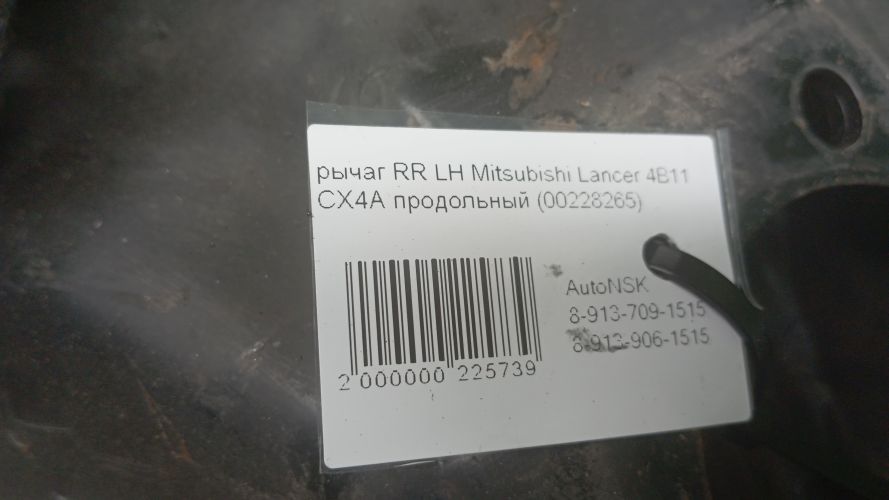 рычаг RR LH Mitsubishi Lancer 4B11
CX4A продольный (00228265)
AutoNSK
8-913-709-1515
8-913-906-1515
2 000000 225739